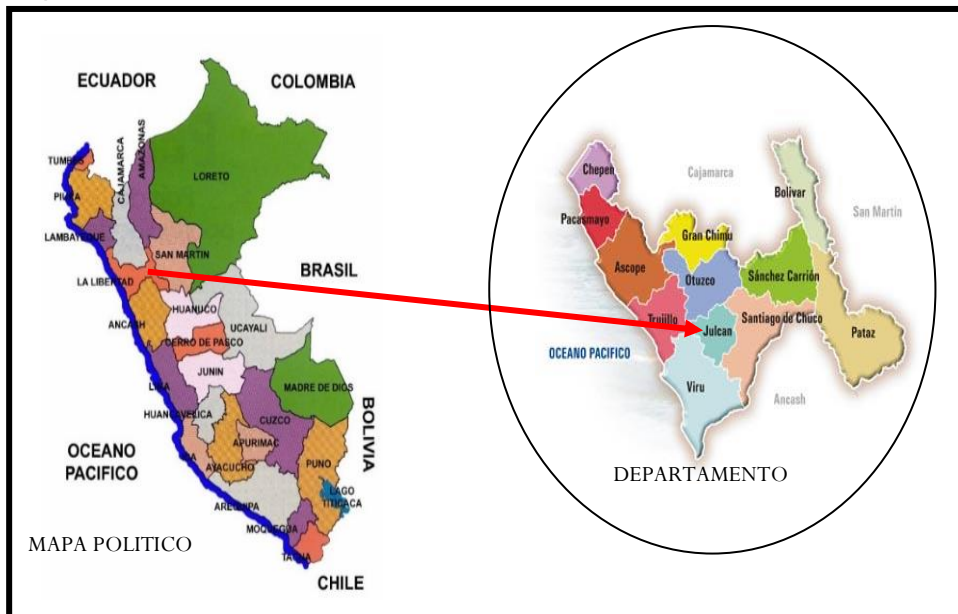 ECUADOR
COLOMBIA
TUMBES
PIURA
CAJAMARCA
AMAZONAS
LORETO
LAMBAYEQUE
SAN MARTIN
BRASIL
LA LIBERTAD
HUANUCO
ANCASH
UCAYALI
CERRO DE PASCO
JUNIN
LIMA
MADRE DE DIOS
HUANCAVELICA
CUZCO
BOLIVIA
APURIMAC
OCEANO
PACIFICO
AYACUCHO
PUNO
LAGO
TITICACA
AREQUIPA
MOQUEGUA
TACNA
CHILE
MAPA POLITICO
Chepen
Cajamarca
Bolivar
San Martín
Pacasmayo
Gran Chimu
Ascope
Otuzco
Sánchez Carrión
Trujillo
Julcan
Santiago de Chuco
Pataz
OCEANO PACIFICO
Viru
Ancash
DEPARTAMENTO